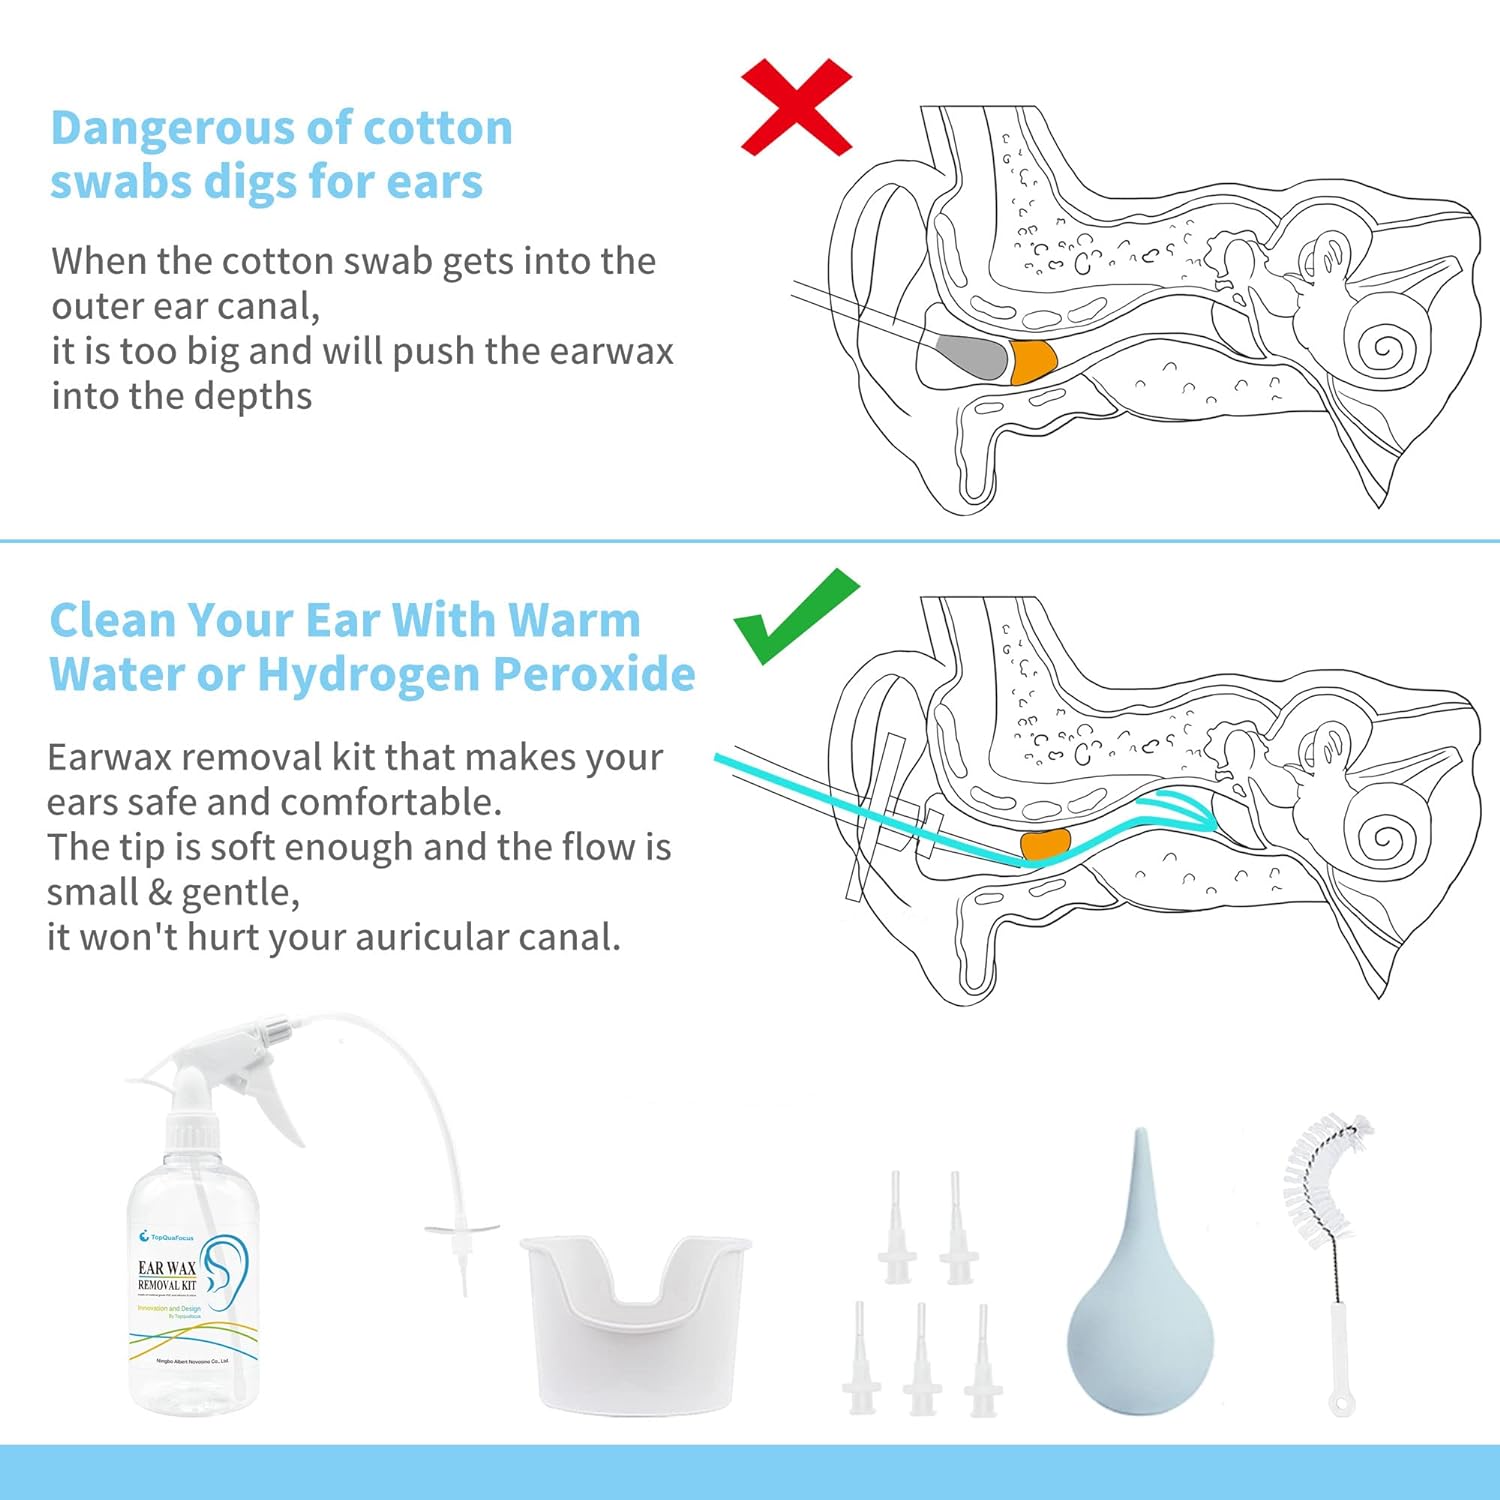 Dangerous of cotton
swabs digs for ears
When the cotton swab gets into the
outer ear canal,
it is too big and will push the earwax
into the depths
Clean Your Ear With Warm
Water or Hydrogen Peroxide
Earwax removal kit that makes your
ears safe and comfortable.
The tip is soft enough and the flow is
small & gentle,
it won't hurt your auricular canal.
TopQuaFocus
EAR WAX
REMOVAL KIT
Innovation and Design
By Topquafocus
Ningbo Albert Novosino Co., Ltd.